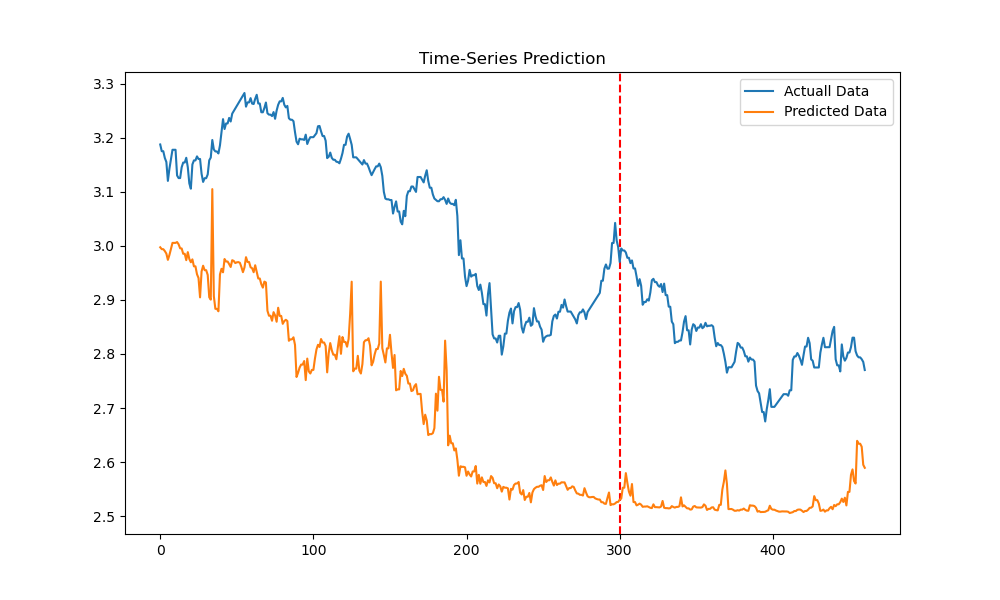 Time-Series Prediction
Actuall Data
Predicted Data
3.3
3.2
3.1
3.0
2.9
2.8
2.7
2.6
2.5
0 100 200 300 400